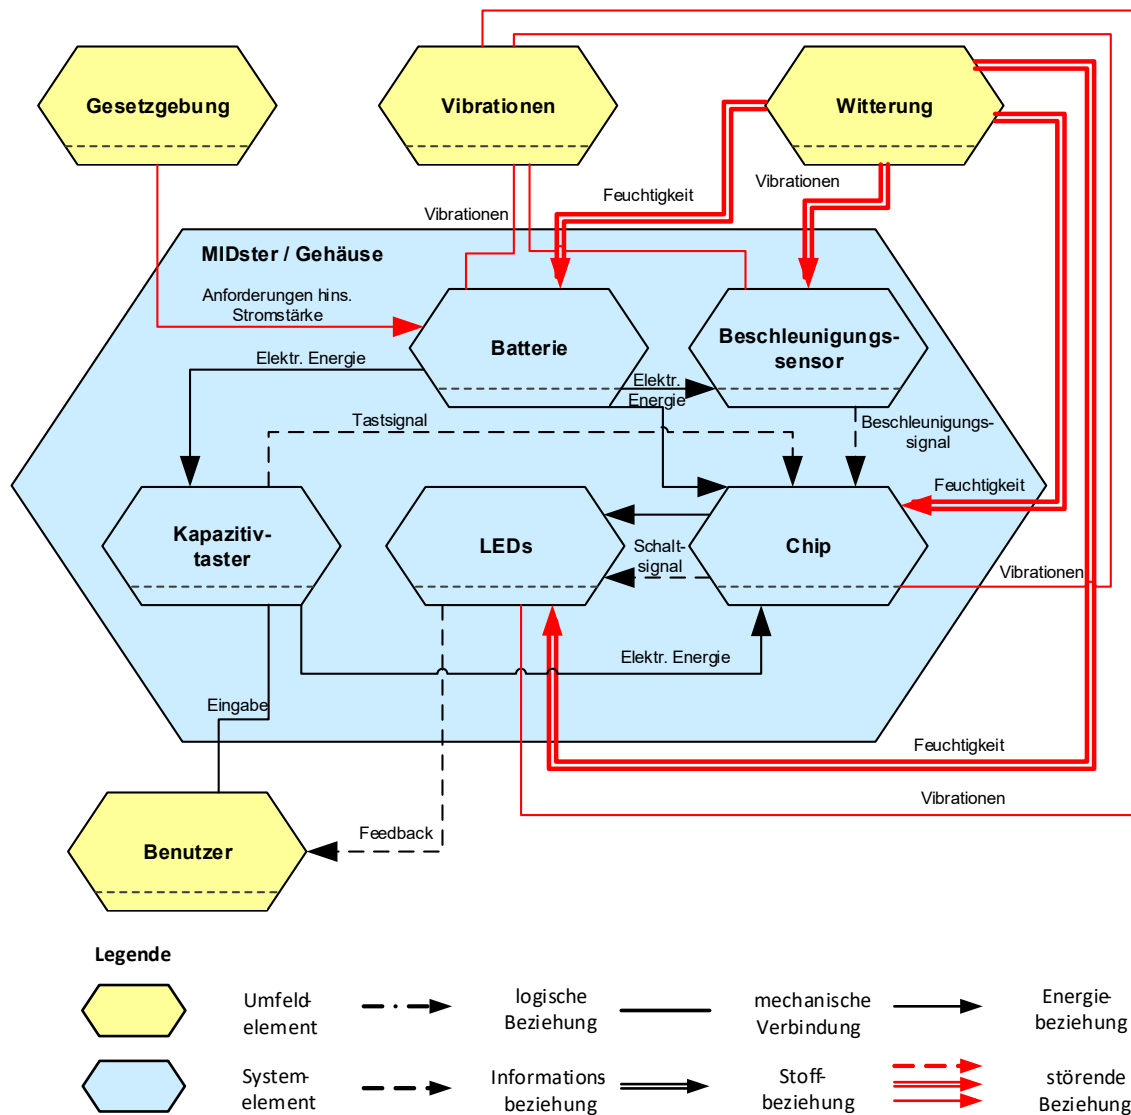 Gesetzgebung
Vibrationen
Witterung
Vibrationen
Feuchtigkeit
Vibrationen
MIDster / Gehäuse
Anforderungen hins.
Stromstärke
Batterie
Beschleunigungs-
sensor
Elektr. Energie
Elektr.
Energie
Tastsignal
Beschleunigungs-
signal
Feuchtigkeit
Kapazitiv-
taster
LEDs
Schalt-
signal
Chip
Vibrationen
Elektr. Energie
Eingabe
Feuchtigkeit
Vibrationen
Feedback
Benutzer
Legende
Umfeld-
element
logische
Beziehung
mechanische
Verbindung
Energie-
beziehung
System-
element
Informations
beziehung
Stoff-
beziehung
störende
Beziehung